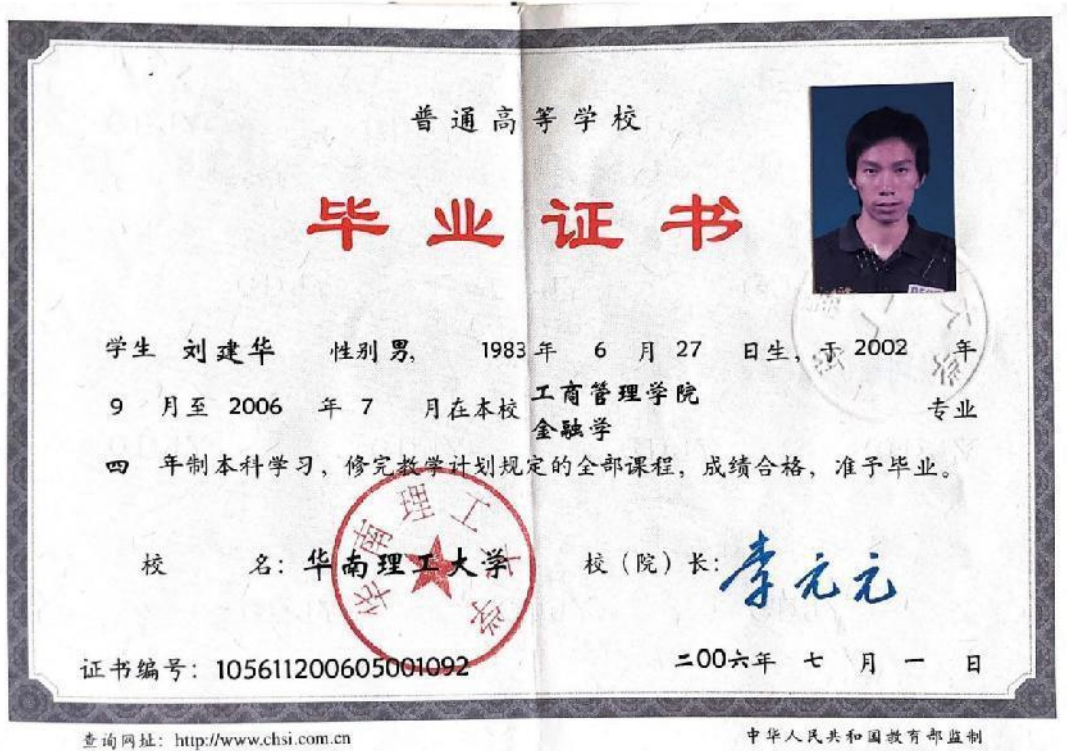 普通高等学校
毕业证书
学生 刘建华 性别 男, 1983 年 6 月 27 日生, 于 2002 年
9 月至 2006 年 7 月在本校 工商管理学院 金融学 专业
四 年制本科学习, 修完教学计划规定的全部课程, 成绩合格, 准予毕业。
校 名: 华南理工大学 校(院)长: 李元元
华南理工大学
证书编号: 105611200605001092 二00六年 七 月 一 日
查询网址: http://www.chsi.com.cn 中华人民共和国教育部监制